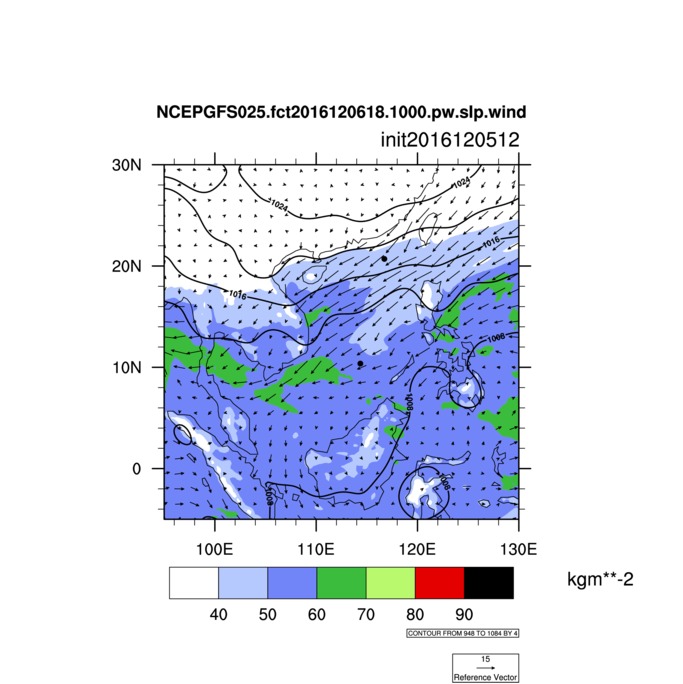 NCEPGFS025.fct2016120618.1000.pw.slp.wind
init2016120512
30N
1024
1024
1016
20N
1016
1008
10N
1008
0
1008
1008
100E
110E
120E
130E
kgm**-2
40
50
60
70
80
90
CONTOUR FROM 948 TO 1084 BY 4
15
Reference Vector